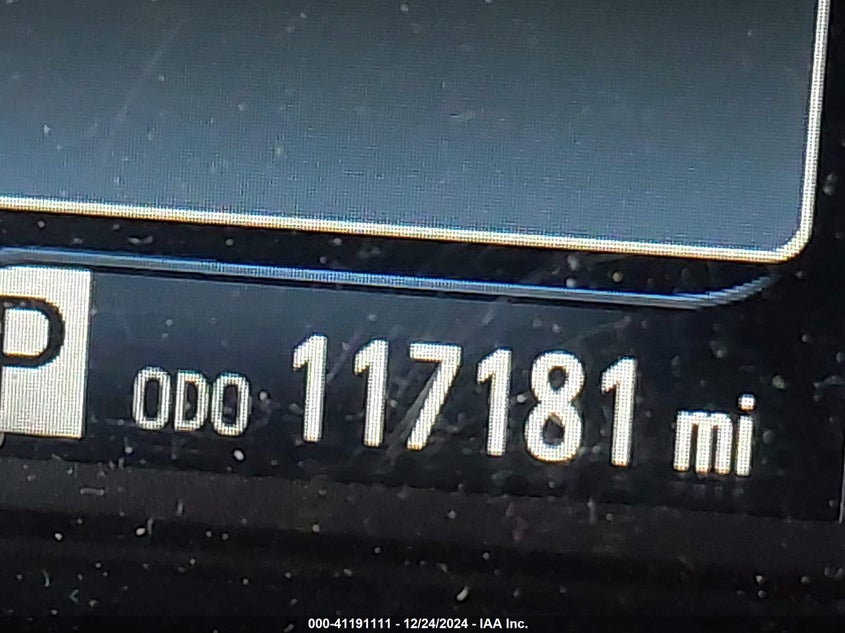 P ODO 117181 mi
000-41191111 - 12/24/2024 - IAA Inc.